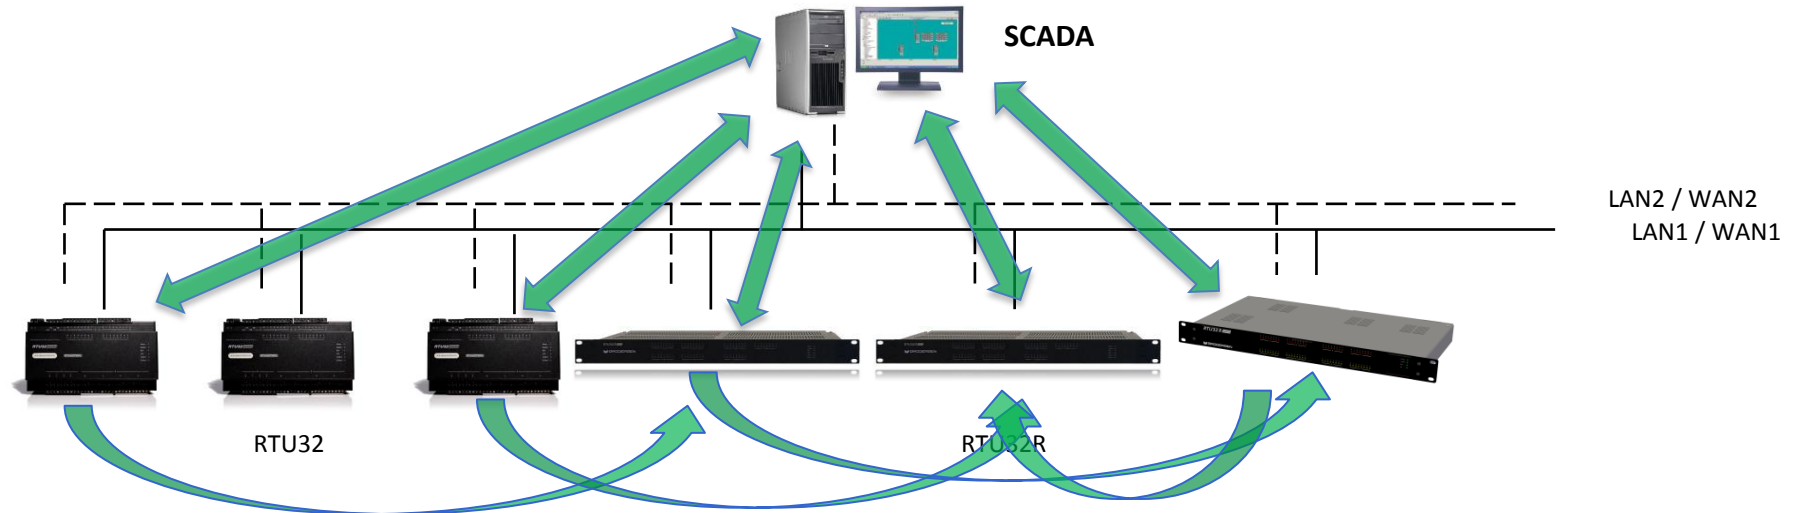 SCADA
LAN2 / WAN2
LAN1 / WAN1
RTU32
RTU32R